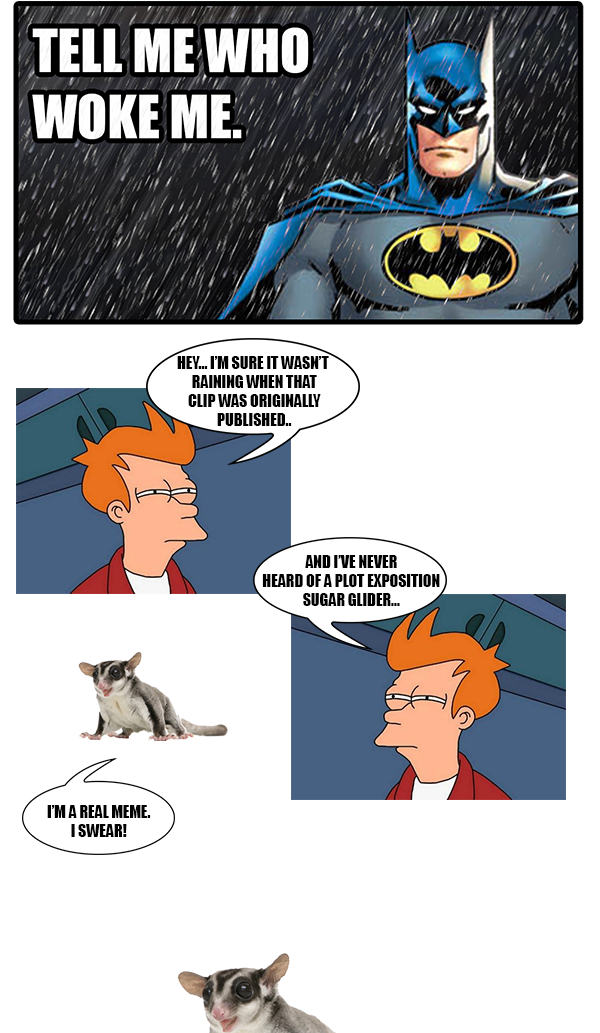 TELL ME WHO
WOKE ME.
HEY... I'M SURE IT WASN'T
RAINING WHEN THAT
CLIP WAS ORIGINALLY
PUBLISHED..
AND I'VE NEVER
HEARD OF A PLOT EXPOSITION
SUGAR GLIDER...
I'M A REAL MEME.
I SWEAR!